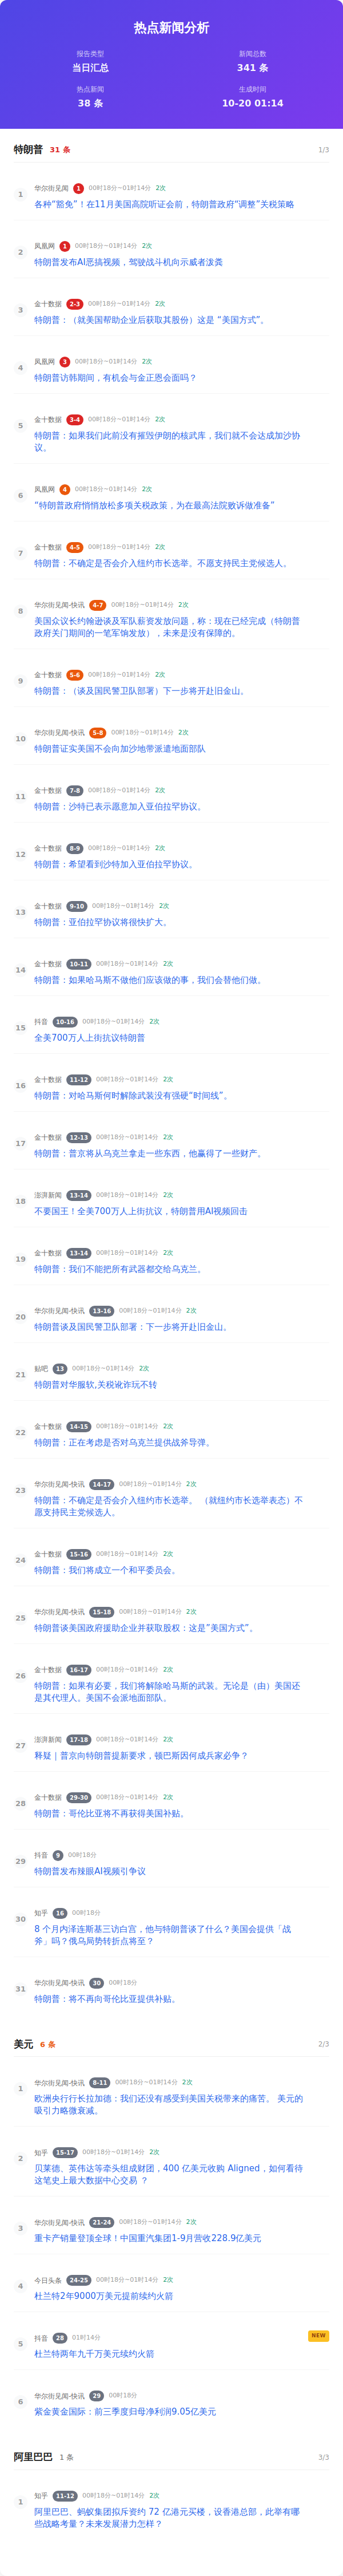 热点新闻分析
报告类型
当日汇总
新闻总数
341 条
热点新闻
38 条
生成时间
10-20 01:14
特朗普 31 条 1/3
1
华尔街见闻 1 00时18分~01时14分 2次
各种“豁免”！在11月美国高院听证会前，特朗普政府“调整”关税策略
2
凤凰网 1 00时18分~01时14分 2次
特朗普发布AI恶搞视频，驾驶战斗机向示威者泼粪
3
金十数据 2-3 00时18分~01时14分 2次
特朗普：（就美国帮助企业后获取其股份）这是 “美国方式”。
4
凤凰网 3 00时18分~01时14分 2次
特朗普访韩期间，有机会与金正恩会面吗？
5
金十数据 3-4 00时18分~01时14分 2次
特朗普：如果我们此前没有摧毁伊朗的核武库，我们就不会达成加沙协
议。
6
凤凰网 4 00时18分~01时14分 2次
“特朗普政府悄悄放松多项关税政策，为在最高法院败诉做准备”
7
金十数据 4-5 00时18分~01时14分 2次
特朗普：不确定是否会介入纽约市长选举。不愿支持民主党候选人。
8
华尔街见闻-快讯 4-7 00时18分~01时14分 2次
美国众议长约翰逊谈及军队薪资发放问题，称：现在已经完成（特朗普
政府关门期间的一笔军饷发放），未来是没有保障的。
9
金十数据 5-6 00时18分~01时14分 2次
特朗普：（谈及国民警卫队部署）下一步将开赴旧金山。
10
华尔街见闻-快讯 5-8 00时18分~01时14分 2次
特朗普证实美国不会向加沙地带派遣地面部队
11
金十数据 7-8 00时18分~01时14分 2次
特朗普：沙特已表示愿意加入亚伯拉罕协议。
12
金十数据 8-9 00时18分~01时14分 2次
特朗普：希望看到沙特加入亚伯拉罕协议。
13
金十数据 9-10 00时18分~01时14分 2次
特朗普：亚伯拉罕协议将很快扩大。
14
金十数据 10-11 00时18分~01时14分 2次
特朗普：如果哈马斯不做他们应该做的事，我们会替他们做。
15
抖音 10-16 00时18分~01时14分 2次
全美700万人上街抗议特朗普
16
金十数据 11-12 00时18分~01时14分 2次
特朗普：对哈马斯何时解除武装没有强硬“时间线”。
17
金十数据 12-13 00时18分~01时14分 2次
特朗普：普京将从乌克兰拿走一些东西，他赢得了一些财产。
18
澎湃新闻 13-14 00时18分~01时14分 2次
不要国王！全美700万人上街抗议，特朗普用AI视频回击
19
金十数据 13-14 00时18分~01时14分 2次
特朗普：我们不能把所有武器都交给乌克兰。
20
华尔街见闻-快讯 13-16 00时18分~01时14分 2次
特朗普谈及国民警卫队部署：下一步将开赴旧金山。
21
贴吧 13 00时18分~01时14分 2次
特朗普对华服软,关税讹诈玩不转
22
金十数据 14-15 00时18分~01时14分 2次
特朗普：正在考虑是否对乌克兰提供战斧导弹。
23
华尔街见闻-快讯 14-17 00时18分~01时14分 2次
特朗普：不确定是否会介入纽约市长选举。 （就纽约市长选举表态）不
愿支持民主党候选人。
24
金十数据 15-16 00时18分~01时14分 2次
特朗普：我们将成立一个和平委员会。
25
华尔街见闻-快讯 15-18 00时18分~01时14分 2次
特朗普谈美国政府援助企业并获取股权：这是”美国方式”。
26
金十数据 16-17 00时18分~01时14分 2次
特朗普：如果有必要，我们将解除哈马斯的武装。无论是（由）美国还
是其代理人。美国不会派地面部队。
27
澎湃新闻 17-18 00时18分~01时14分 2次
释疑｜普京向特朗普提新要求，顿巴斯因何成兵家必争？
28
金十数据 29-30 00时18分~01时14分 2次
特朗普：哥伦比亚将不再获得美国补贴。
29
抖音 9 00时18分
特朗普发布辣眼AI视频引争议
30
知乎 16 00时18分
8 个月内泽连斯基三访白宫，他与特朗普谈了什么？美国会提供「战
斧」吗？俄乌局势转折点将至？
31
华尔街见闻-快讯 30 00时18分
特朗普：将不再向哥伦比亚提供补贴。
美元 6 条 2/3
1
华尔街见闻-快讯 8-11 00时18分~01时14分 2次
欧洲央行行长拉加德：我们还没有感受到美国关税带来的痛苦。 美元的
吸引力略微衰减。
2
知乎 15-17 00时18分~01时14分 2次
贝莱德、英伟达等牵头组成财团，400 亿美元收购 Aligned，如何看待
这笔史上最大数据中心交易 ？
3
华尔街见闻-快讯 21-24 00时18分~01时14分 2次
重卡产销量登顶全球！中国重汽集团1-9月营收228.9亿美元
4
今日头条 24-25 00时18分~01时14分 2次
杜兰特2年9000万美元提前续约火箭
5
抖音 28 01时14分 NEW
杜兰特两年九千万美元续约火箭
6
华尔街见闻-快讯 29 00时18分
紫金黄金国际：前三季度归母净利润9.05亿美元
阿里巴巴 1 条 3/3
1
知乎 11-12 00时18分~01时14分 2次
阿里巴巴、蚂蚁集团拟斥资约 72 亿港元买楼，设香港总部，此举有哪
些战略考量？未来发展潜力怎样？